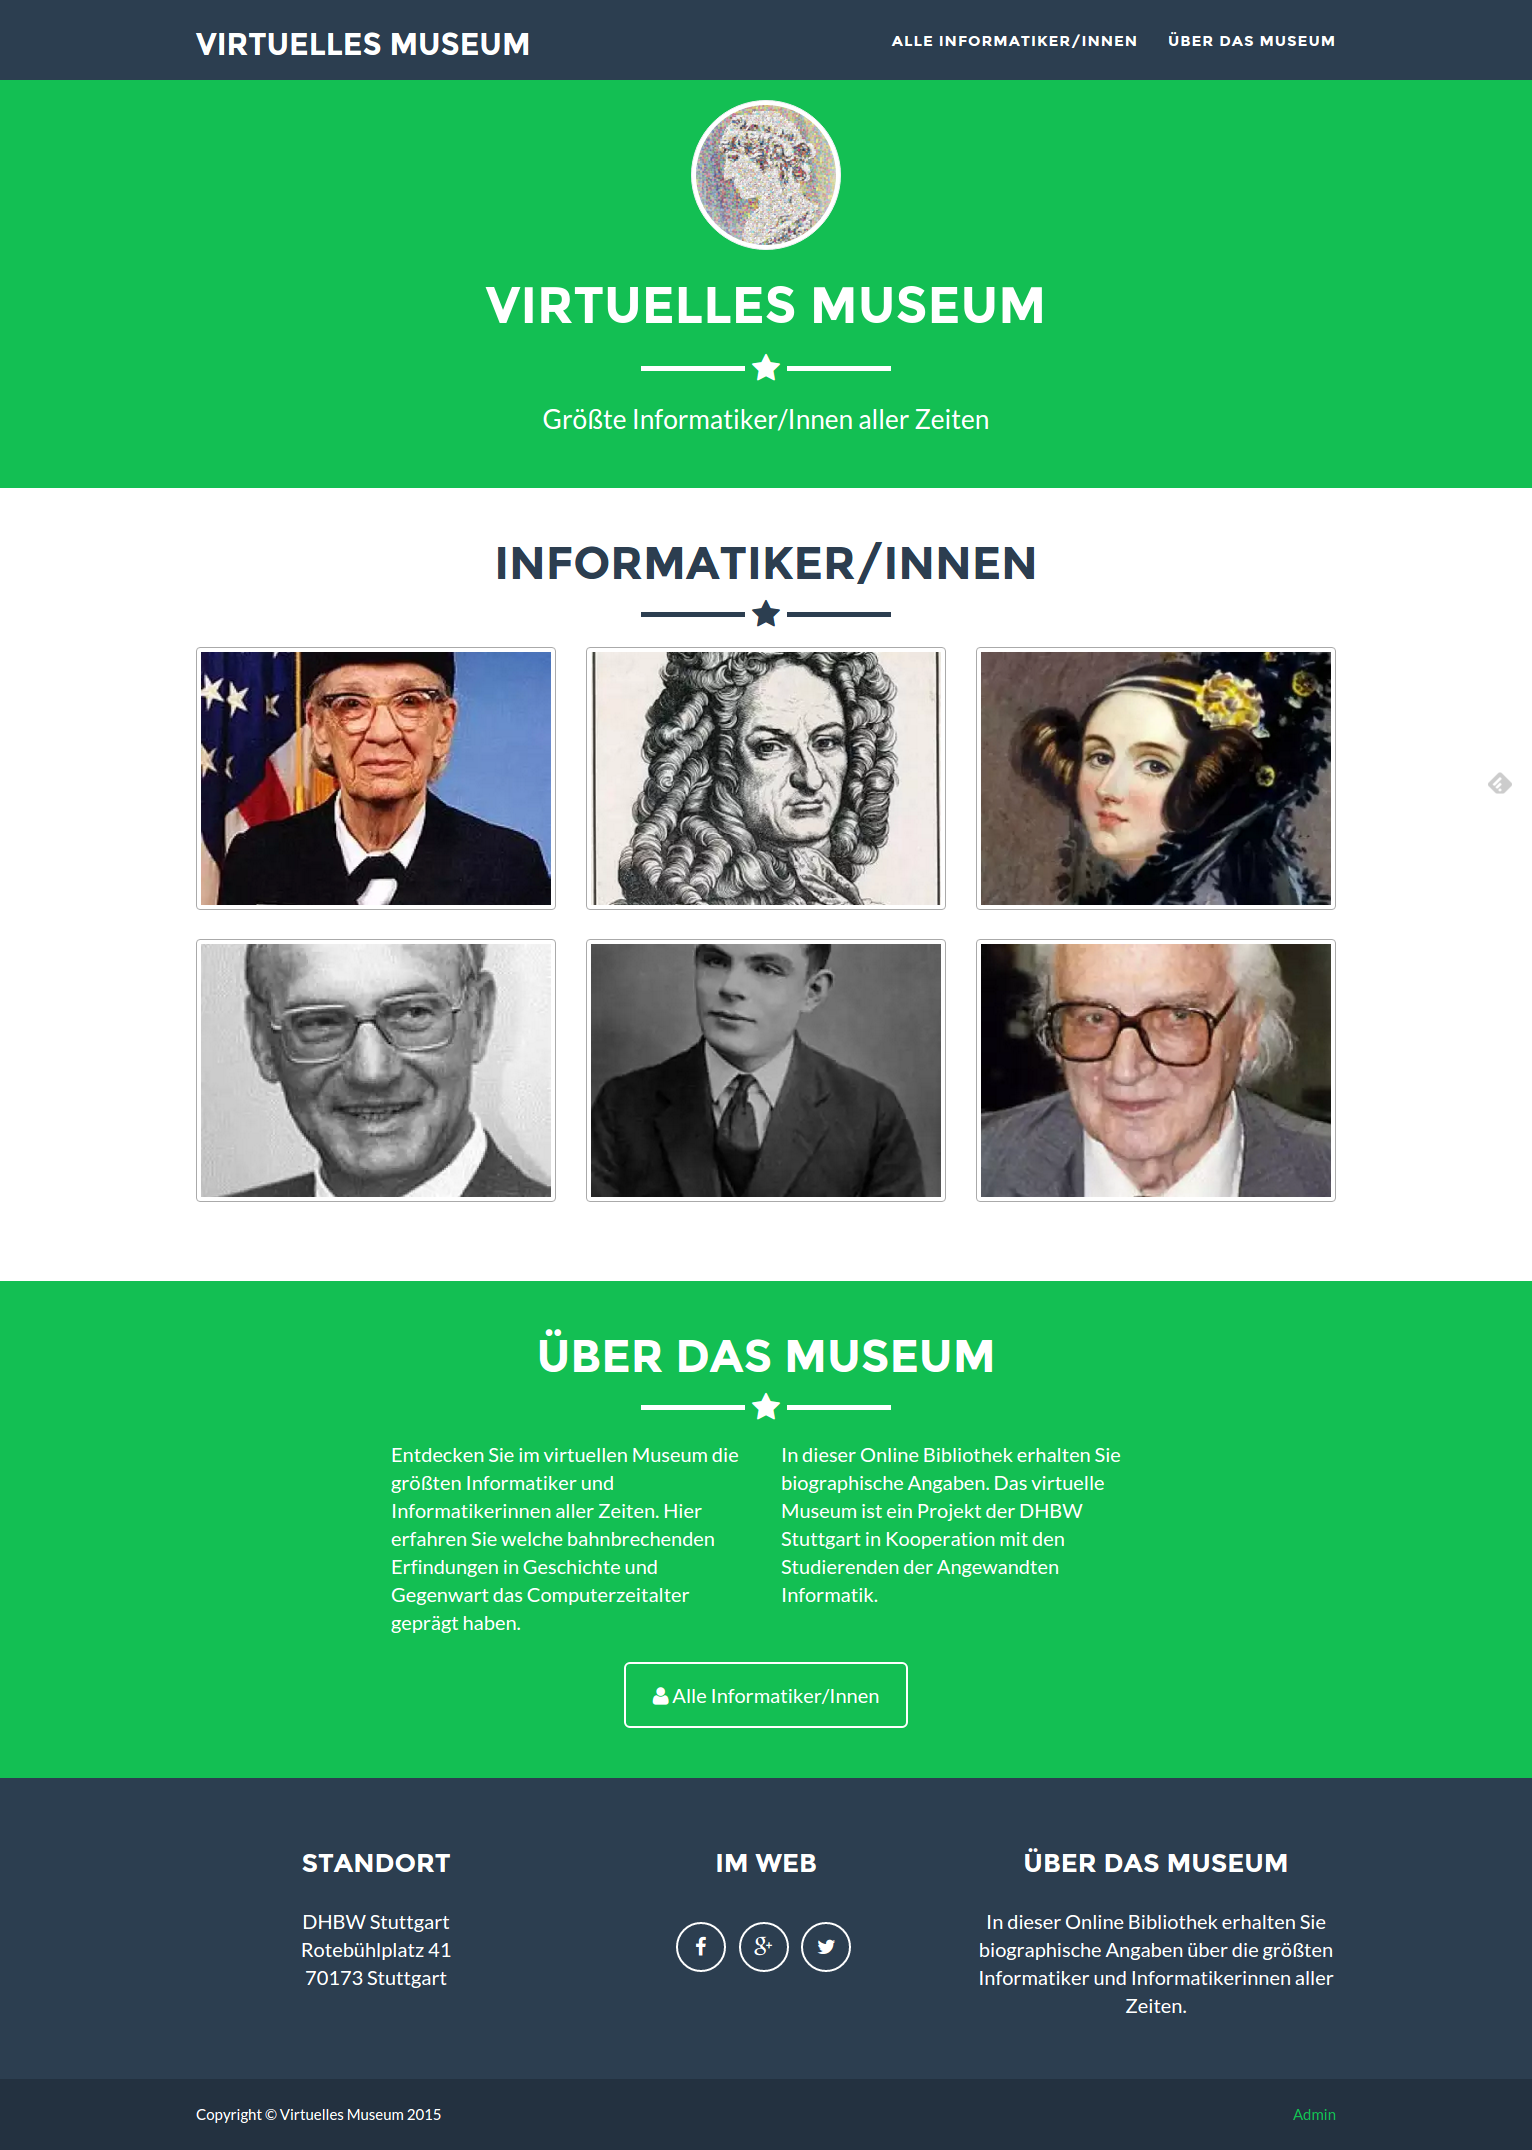 VIRTUELLES MUSEUM
ALLE INFORMATIKER/INNEN
ÜBER DAS MUSEUM
VIRTUELLES MUSEUM
Größte Informatiker/Innen aller Zeiten
INFORMATIKER/INNEN
ÜBER DAS MUSEUM
Entdecken Sie im virtuellen Museum die
größten Informatiker und
Informatikerinnen aller Zeiten. Hier
erfahren Sie welche bahnbrechenden
Erfindungen in Geschichte und
Gegenwart das Computerzeitalter
geprägt haben.
In dieser Online Bibliothek erhalten Sie
biographische Angaben. Das virtuelle
Museum ist ein Projekt der DHBW
Stuttgart in Kooperation mit den
Studierenden der Angewandten
Informatik.
Alle Informatiker/Innen
STANDORT
DHBW Stuttgart
Rotebühlplatz 41
70173 Stuttgart
IM WEB
ÜBER DAS MUSEUM
In dieser Online Bibliothek erhalten Sie
biographische Angaben über die größten
Informatiker und Informatikerinnen aller
Zeiten.
Copyright © Virtuelles Museum 2015
Admin